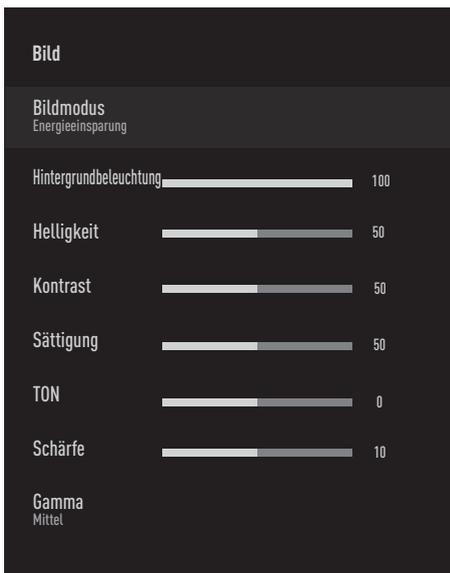 Bild
Bildmodus
Energieeinsparung
Hintergrundbeleuchtung 100
Helligkeit 50
Kontrast 50
Sättigung 50
TON 0
Schärfe 10
Gamma
Mittel